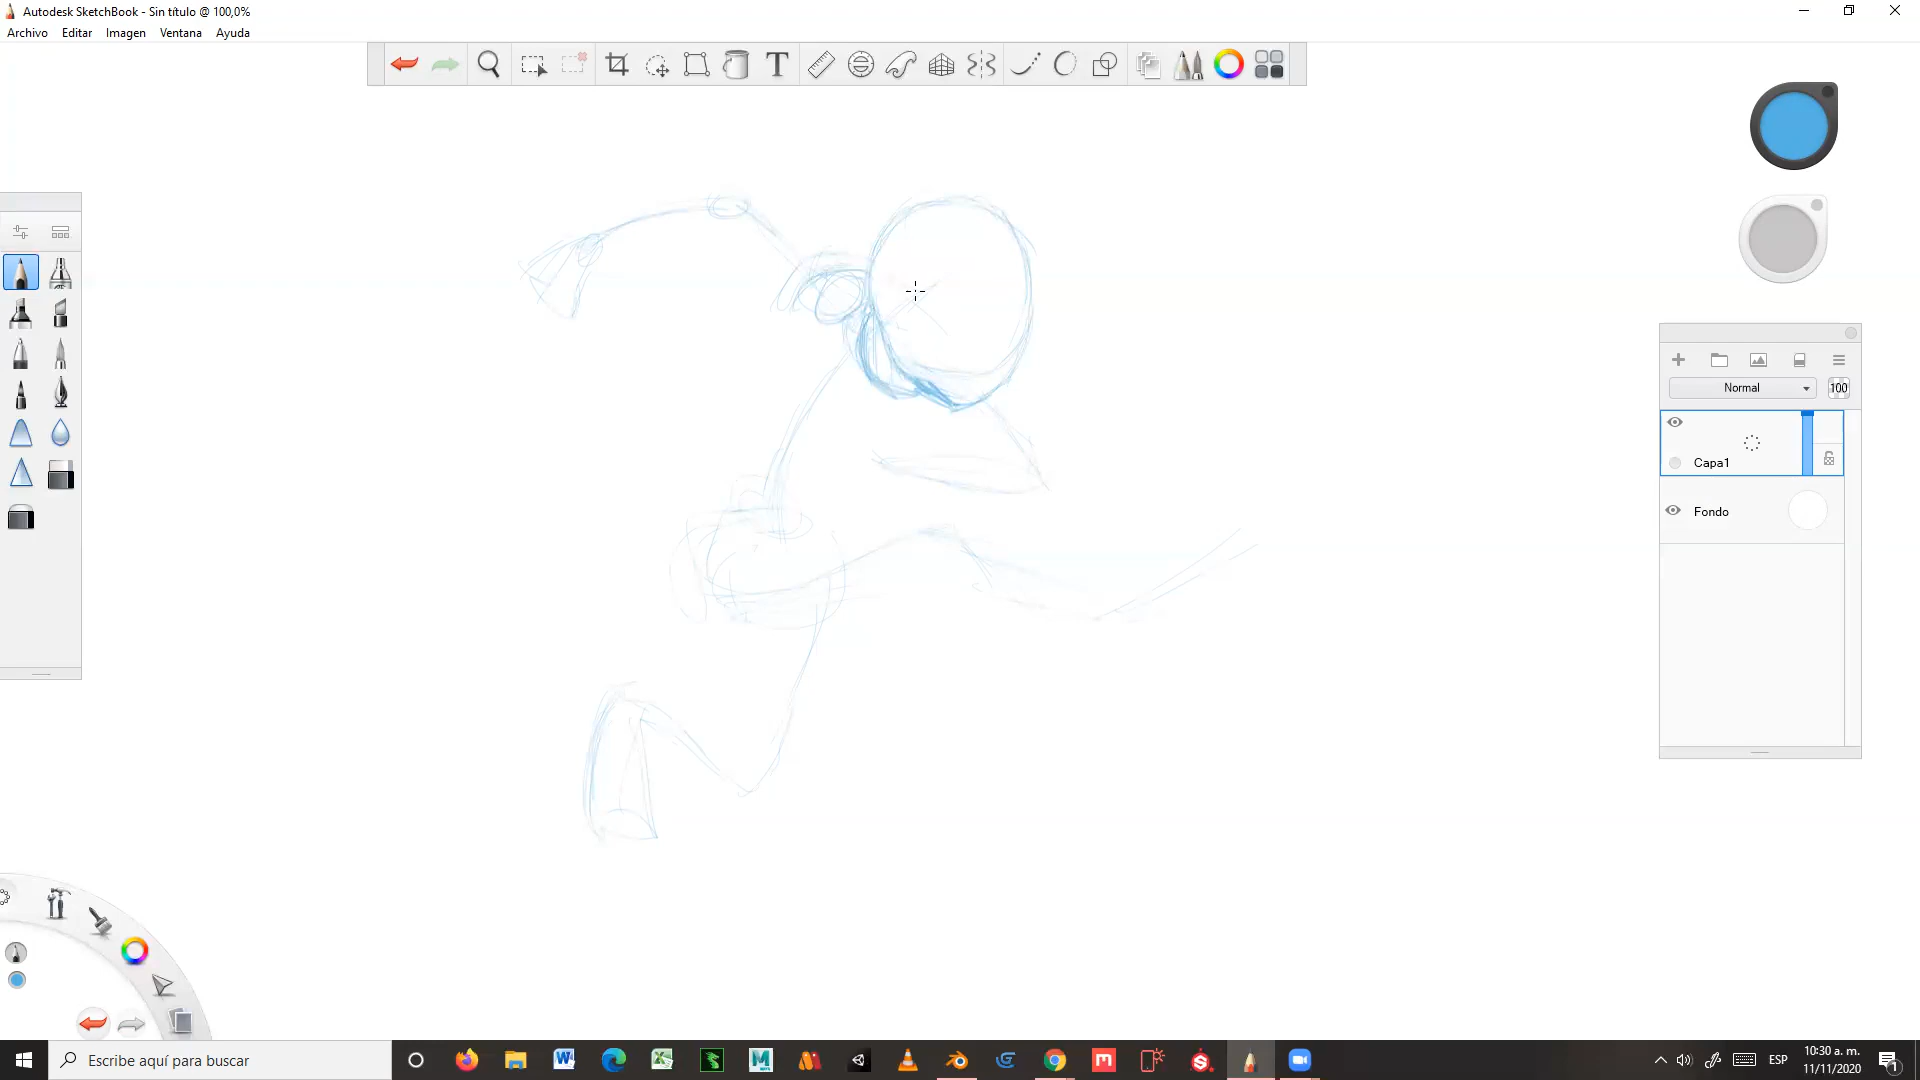 Autodesk SketchBook - Sin título @ 100,0%
Archivo Editar Imagen Ventana Ayuda
T
Normal 100
Capa1
Fondo
Escribe aquí para buscar
ESP
10:30 a. m.
11/11/2020
1